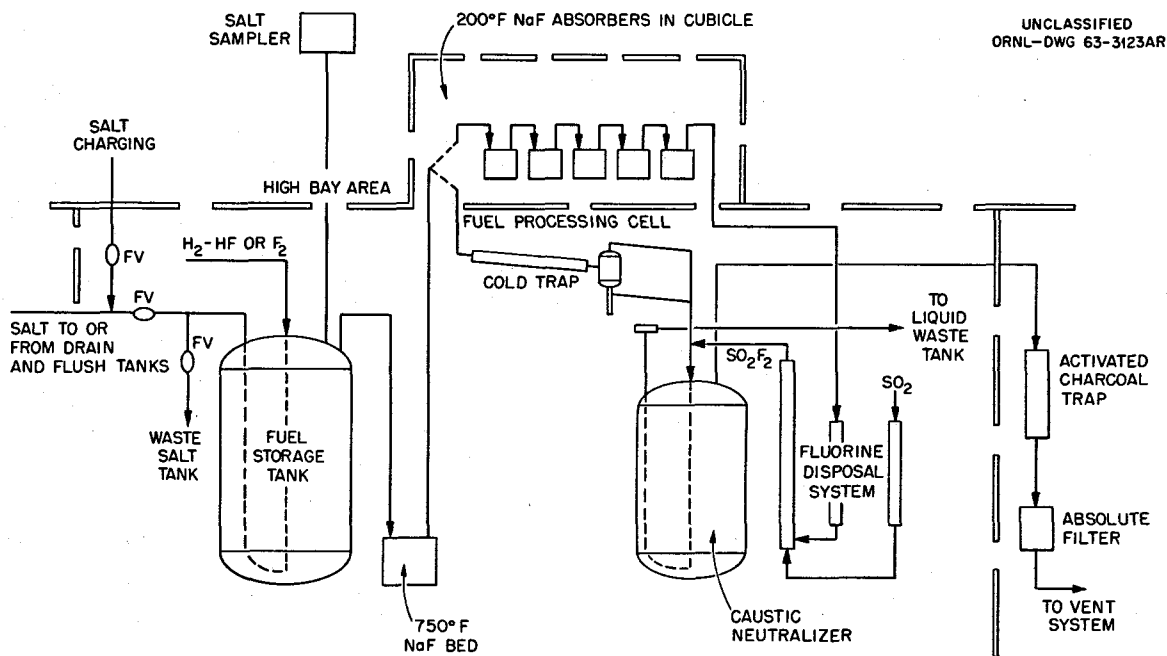 SALT
SAMPLER
200°F NaF ABSORBERS IN CUBICLE
UNCLASSIFIED
ORNL-DWG 63-3123AR
SALT
CHARGING
HIGH BAY AREA
FUEL PROCESSING CELL
FV
H2-HF OR F2
COLD TRAP
FV
SALT TO OR
FROM DRAIN
AND FLUSH TANKS
FV
TO
LIQUID
WASTE
TANK
SO2F2
SO2
ACTIVATED
CHARCOAL
TRAP
WASTE
SALT
TANK
FUEL
STORAGE
TANK
FLUORINE
DISPOSAL
SYSTEM
ABSOLUTE
FILTER
750°F
NaF BED
CAUSTIC
NEUTRALIZER
TO VENT
SYSTEM